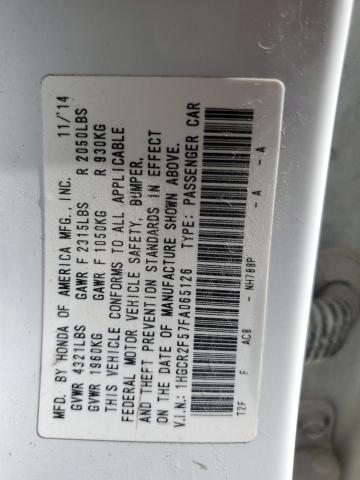 MFD. BY HONDA OF AMERICA MFG. INC. 11/14
GVWR 4321LBS GAWR F 2315LBS R 2050LBS
GVWR 1960KG GAWR F 1050KG R 930KG
THIS VEHICLE CONFORMS TO ALL APPLICABLE
FEDERAL MOTOR VEHICLE SAFETY, BUMPER,
AND THEFT PREVENTION STANDARDS IN EFFECT
ON THE DATE OF MANUFACTURE SHOWN ABOVE.
V.I.N.: 1HGCR2F57FA065126 TYPE: PASSENGER CAR
T2F F AC8 - NH788P - A - A